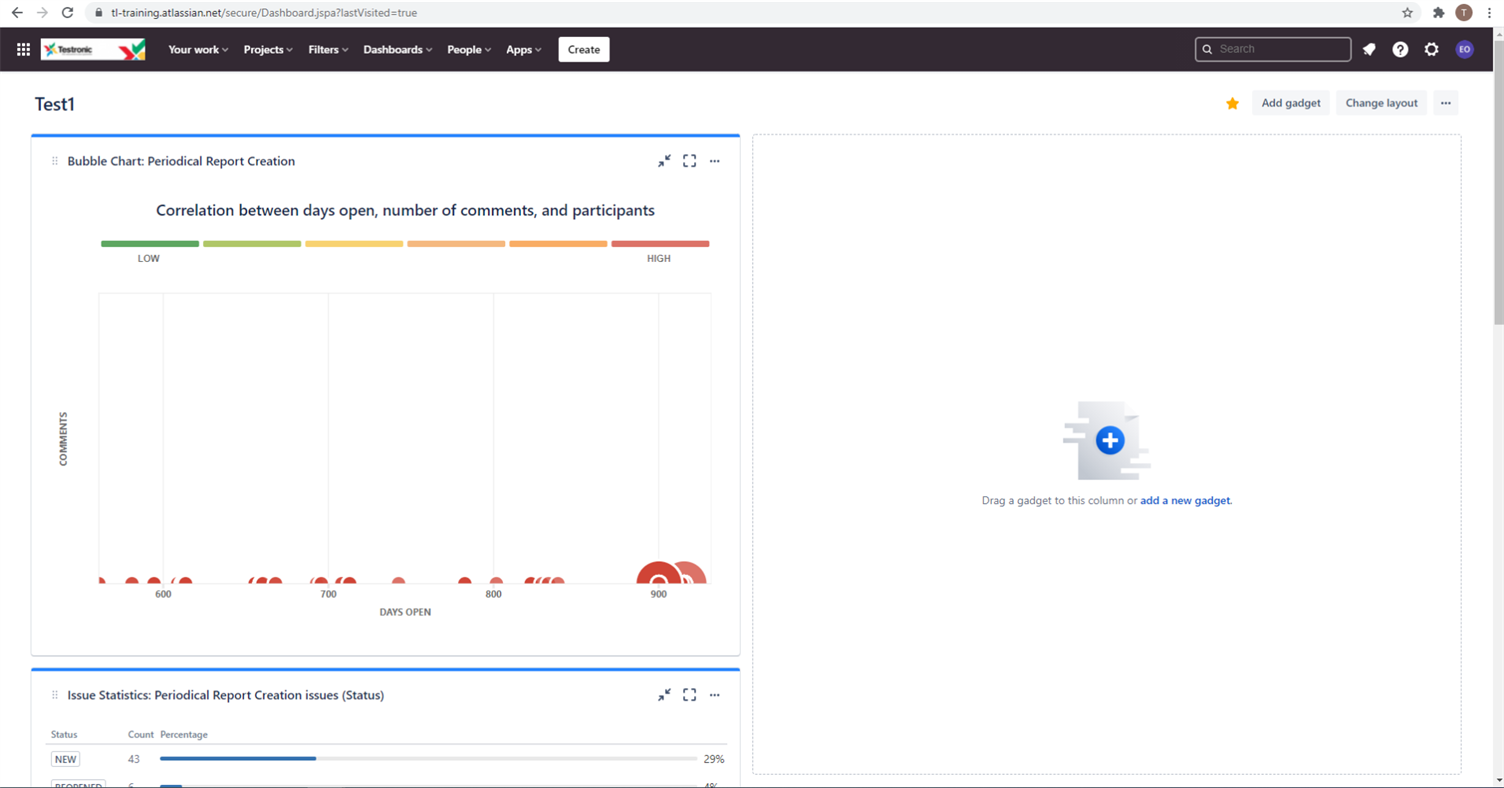 tl-training.atlassian.net/secure/Dashboard.jspa?lastVisited=true
T
Testronic Your work Projects Filters Dashboards People Apps Create Search EO
Test1
Add gadget Change layout
Bubble Chart: Periodical Report Creation
Correlation between days open, number of comments, and participants
LOW HIGH
COMMENTS
600 700 800 900
DAYS OPEN
Drag a gadget to this column or add a new gadget.
Issue Statistics: Periodical Report Creation issues (Status)
Status Count Percentage
NEW 43 29%
REOPENED 6 4%